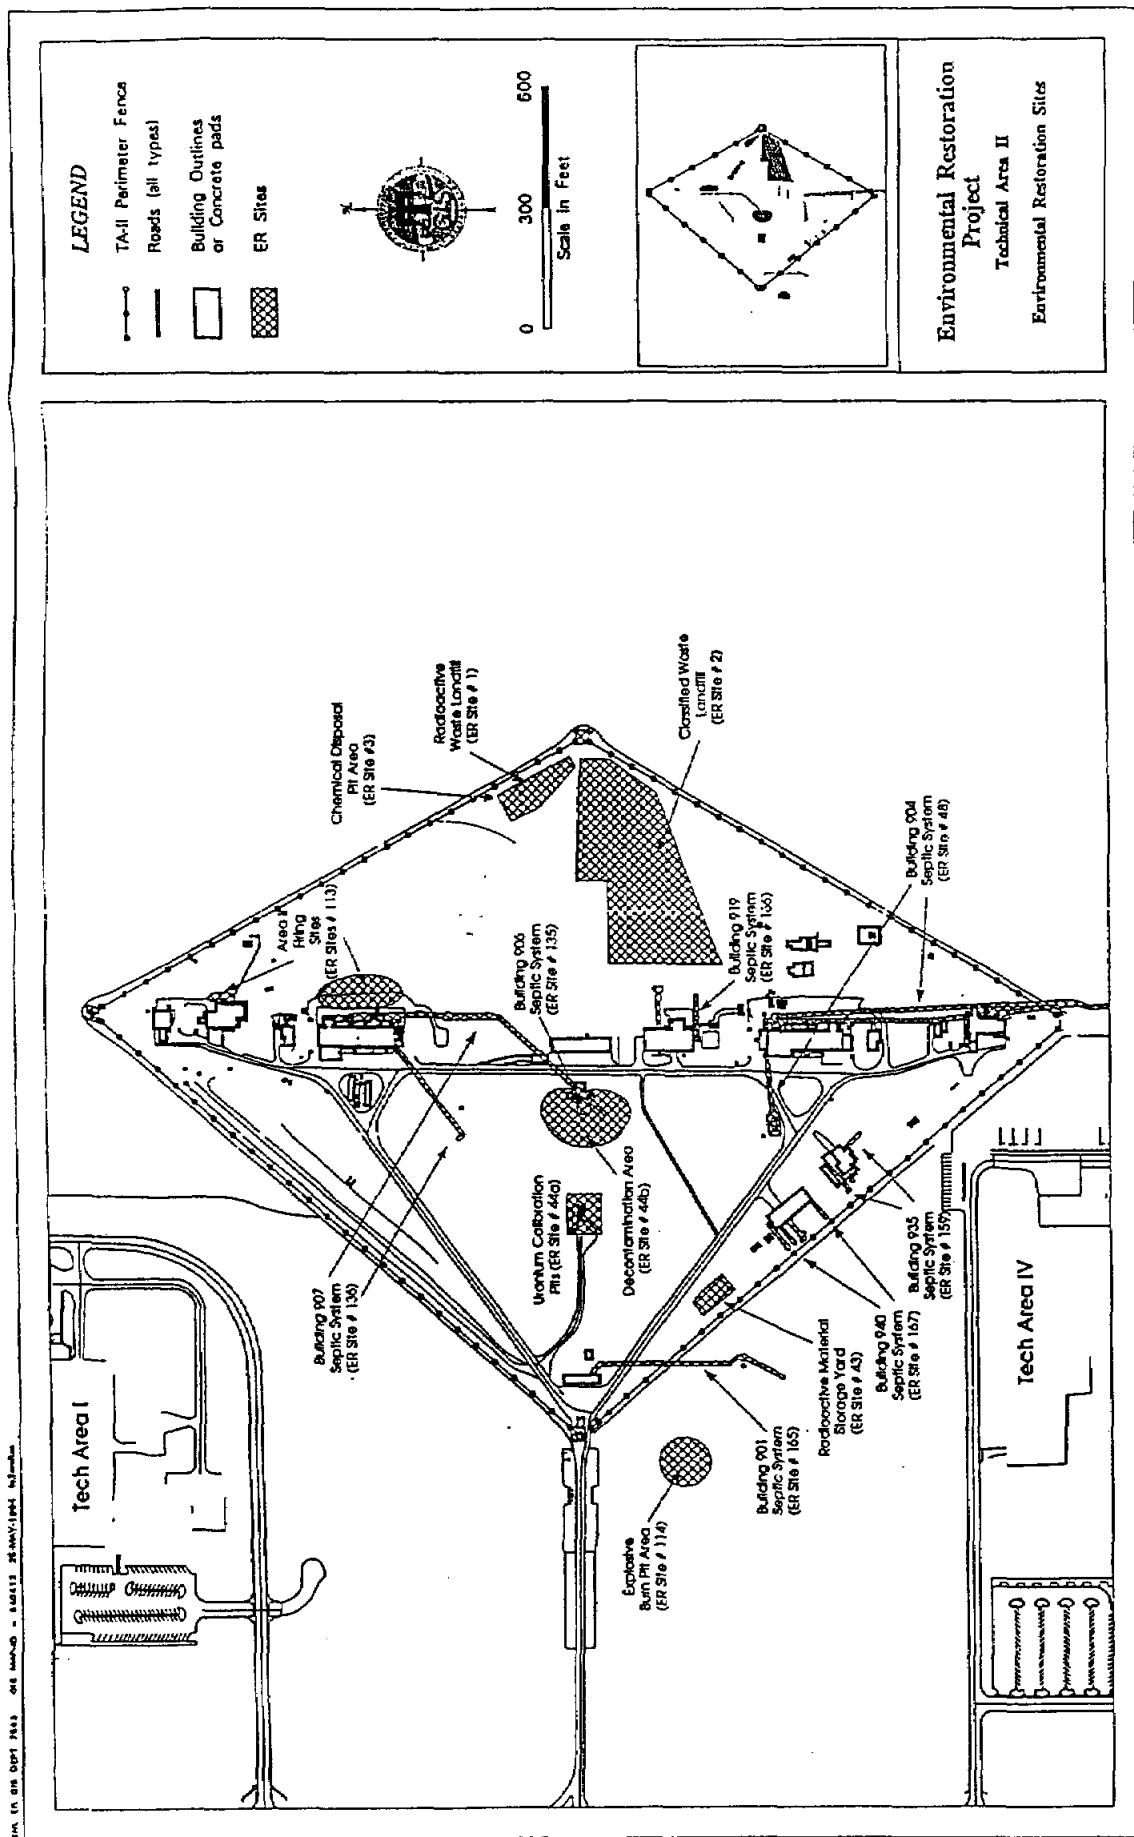 LEGEND
TA-II Perimeter Fence
Roads (all types)
Building Outlines
or Concrete pads
ER Sites
0 300 600
Scale in Feet
Environmental Restoration
Project
Technical Area II
Environmental Restoration Sites
Tech Area I
Tech Area IV
Chemical Disposal
Pit Area
(ER Site #3)
Radioactive
Waste Landfill
(ER Site # 1)
Classified Waste
Landfill
(ER Site # 2)
Area II
Firing
Sites
(ER Sites # 113)
Building 906
Septic System
(ER Site # 135)
Building 919
Septic System
(ER Site # 166)
Building 904
Septic System
(ER Site # 48)
Building 907
Septic System
(ER Site # 136)
Uranium Calibration
Pits (ER Site # 44a)
Decontamination Area
(ER Site # 44b)
Building 935
Septic System
(ER Site # 159)
Building 940
Septic System
(ER Site # 167)
Radioactive Material
Storage Yard
(ER Site # 43)
Building 901
Septic System
(ER Site # 165)
Explosive
Burn Pit Area
(ER Site # 114)